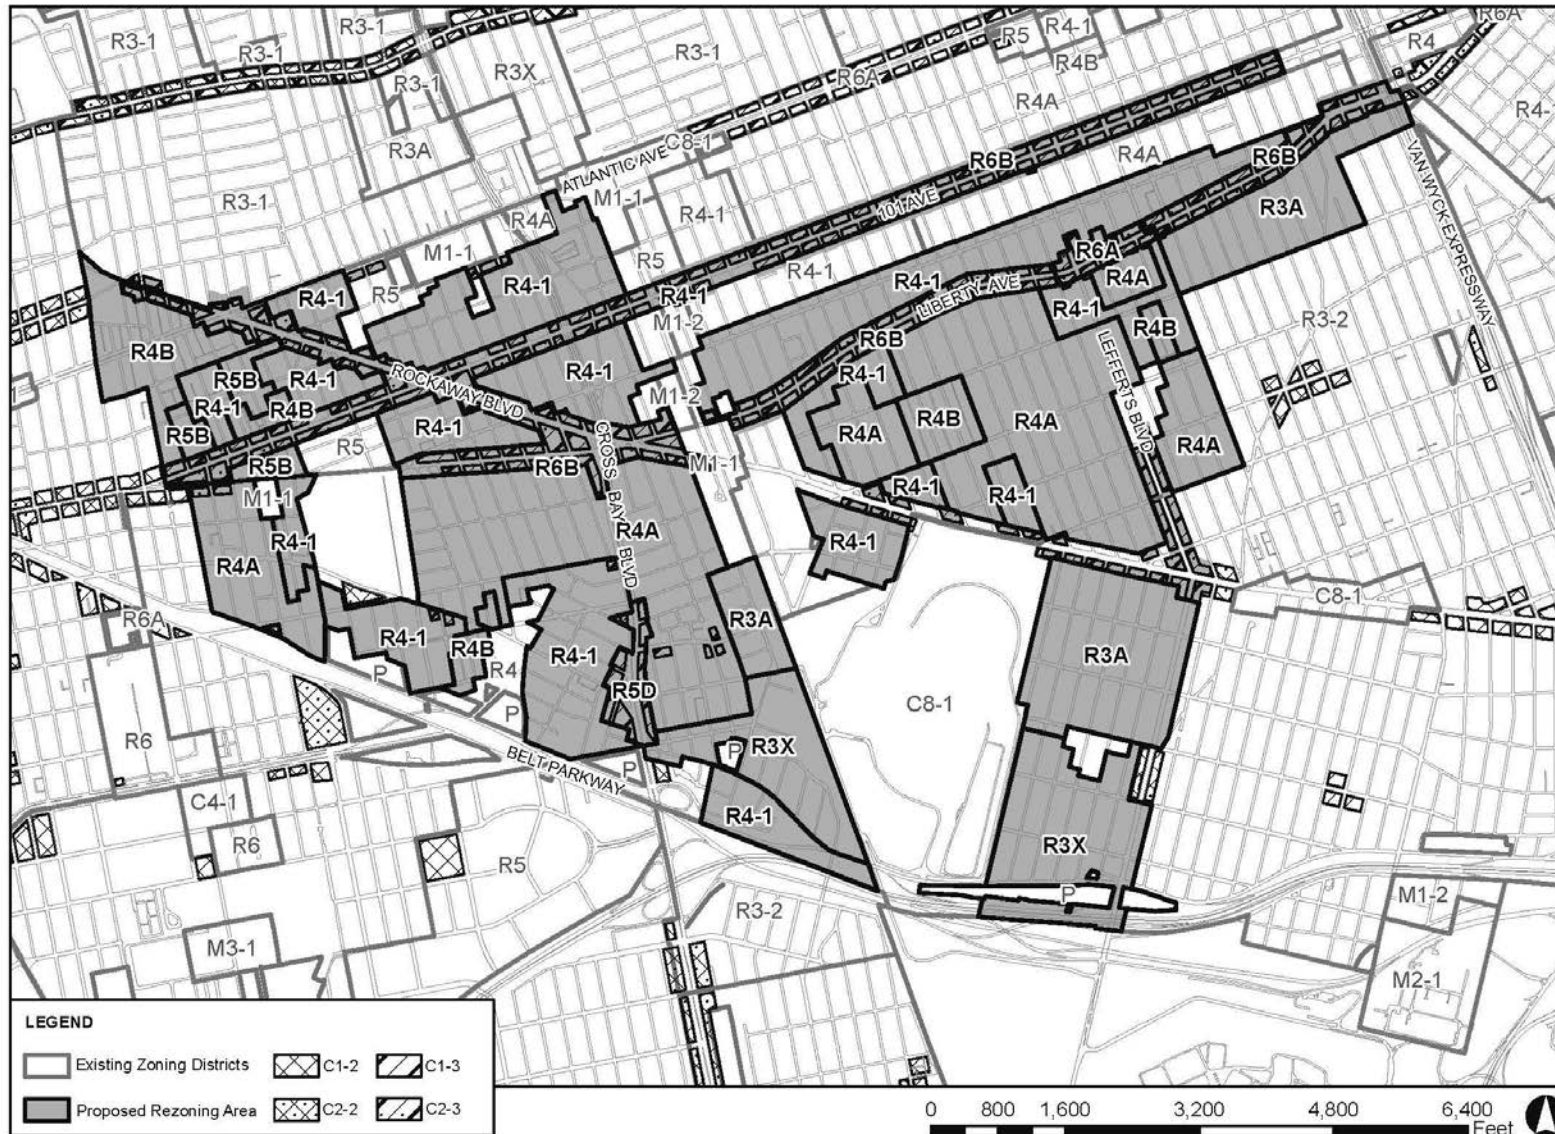 R3-1
R3-1
R3-1
R3-1
R5
R4-1
R6A
R4
R3X
R3-1
R6A
R4B
R4A
R4-
R3A
C8-1
ATLANTIC AVE
R6B
R4A
R6B
VAN WYCK EXPRESSWAY
R3-1
M1-1
R4A
R4-1
101 AVE
R3A
M1-1
R5
R6A
R4A
R4-1
R5
R4-1
R4-1
R4-1
R4-1
LIBERTY AVE
R4-1
M1-2
R4B
R3-2
R4B
R6B
LEFFERTS BLVD
R5B
R4-1
ROCKAWAY BLVD
R4-1
R4-1
M1-2
R4-1
R4B
R4-1
R4B
R4A
R5B
R5
CROSS BAY BLVD
R4A
R4A
R5B
R6B
M1-1
M1-1
R4-1
R4-1
R4A
R4-1
R4-1
R4A
C8-1
R6A
R3A
R4-1
R4B
R4
R4-1
R3A
P
R5D
C8-1
P
R6
BELT PARKWAY
P
P
R3X
C4-1
R4-1
R6
R5
R3X
P
M1-2
R3-2
M3-1
M2-1
LEGEND
Existing Zoning Districts
C1-2
C1-3
Proposed Rezoning Area
C2-2
C2-3
0 800 1,600 3,200 4,800 6,400
Feet